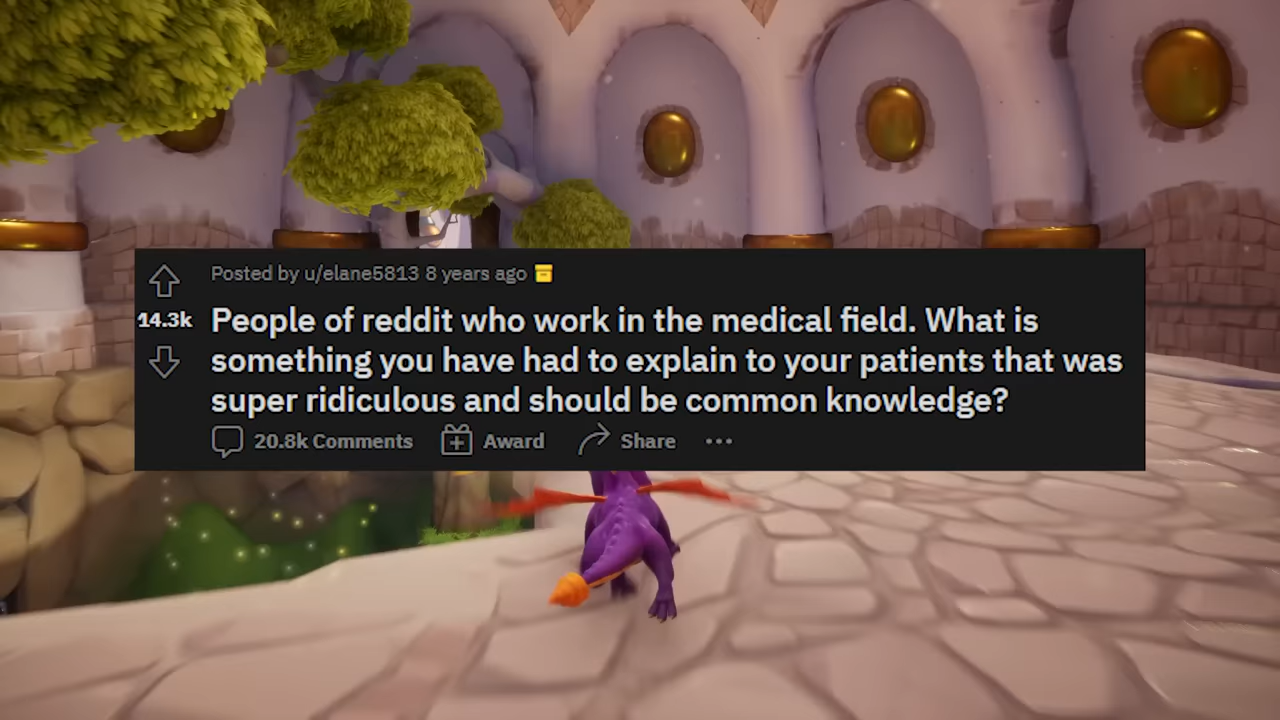 Posted by u/elane5813 8 years ago
14.3k
People of reddit who work in the medical field. What is
something you have had to explain to your patients that was
super ridiculous and should be common knowledge?
20.8k Comments Award Share